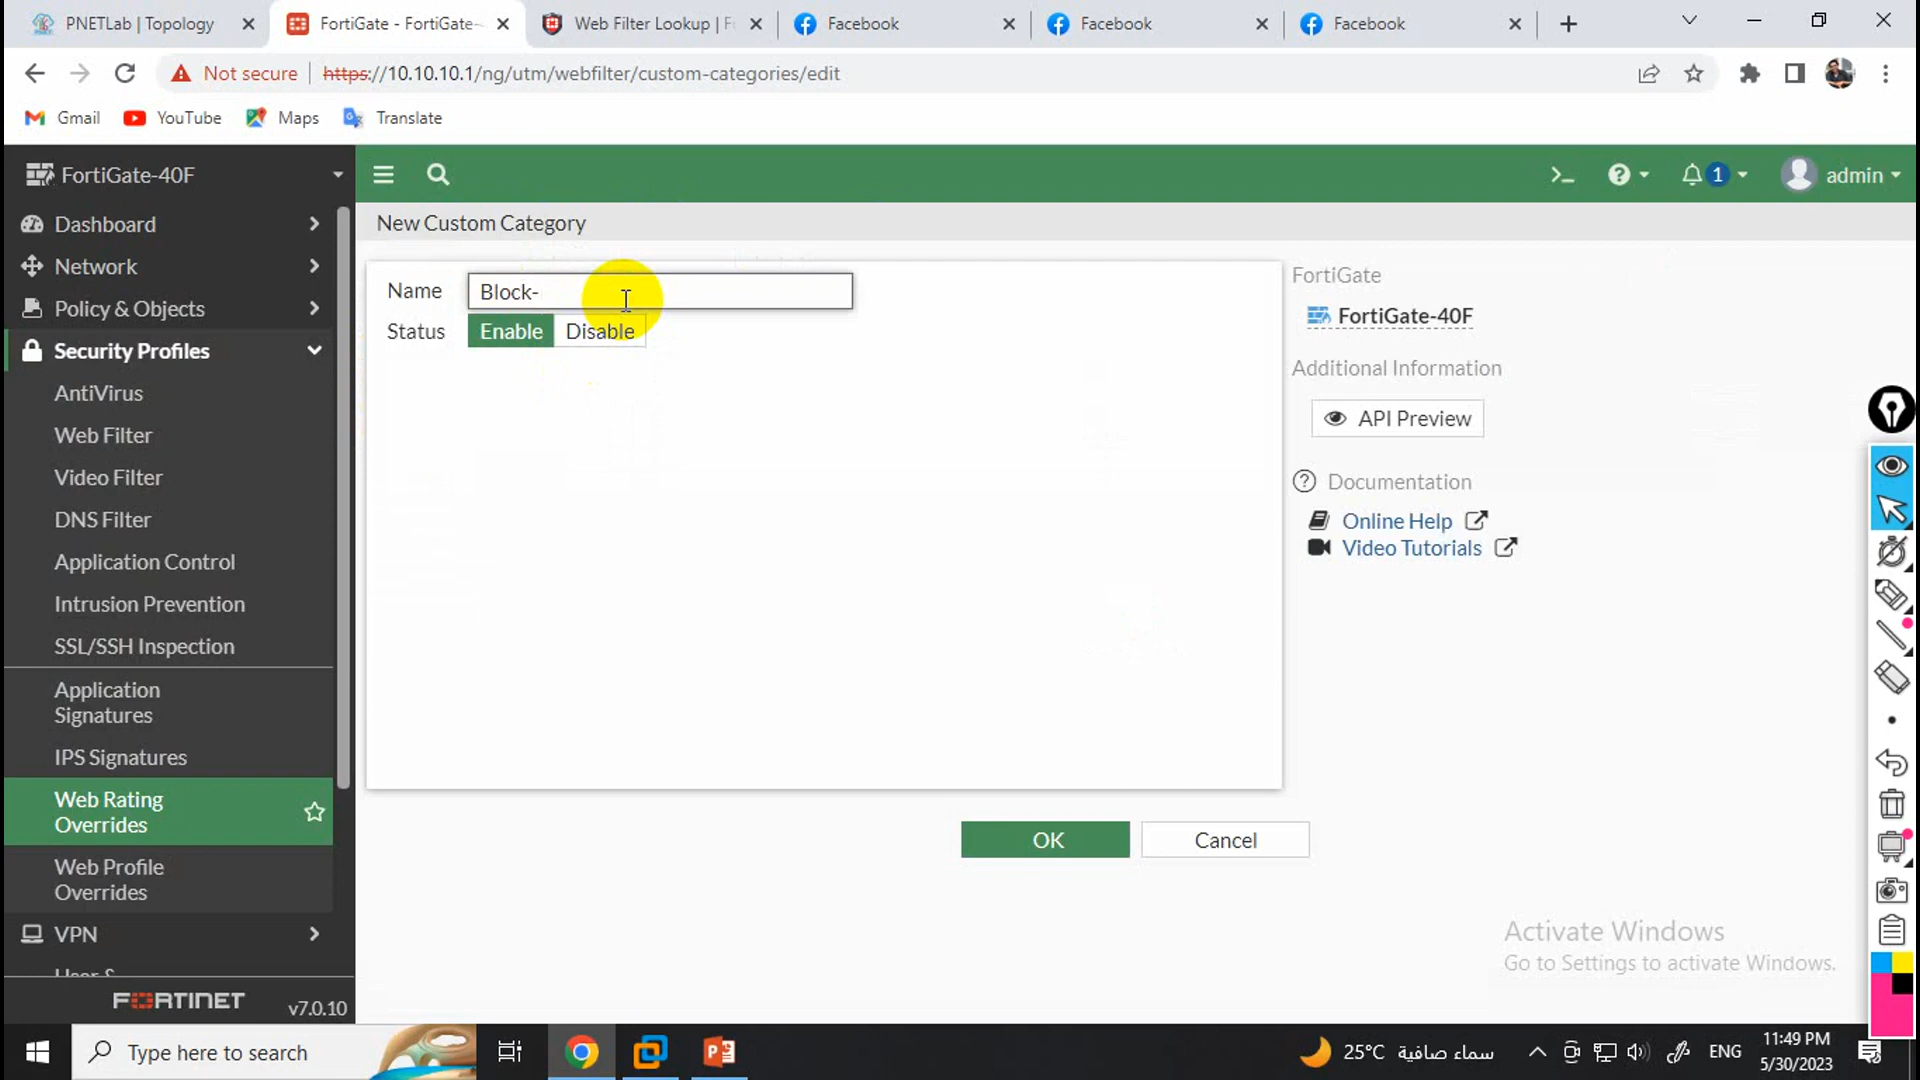 PNETLab | Topology
FortiGate - FortiGate-
Web Filter Lookup | F
Facebook
Facebook
Facebook
Not secure
https://10.10.10.1/ng/utm/webfilter/custom-categories/edit
Gmail
YouTube
Maps
Translate
FortiGate-40F
1
admin
Dashboard
Network
Policy & Objects
Security Profiles
AntiVirus
Web Filter
Video Filter
DNS Filter
Application Control
Intrusion Prevention
SSL/SSH Inspection
Application
Signatures
IPS Signatures
Web Rating
Overrides
Web Profile
Overrides
VPN
User &
FORTINET
v7.0.10
New Custom Category
Name
Block-
Status
Enable
Disable
OK
Cancel
FortiGate
FortiGate-40F
Additional Information
API Preview
Documentation
Online Help
Video Tutorials
Activate Windows
Go to Settings to activate Windows.
Type here to search
25°C سماء صافية
ENG
11:49 PM
5/30/2023